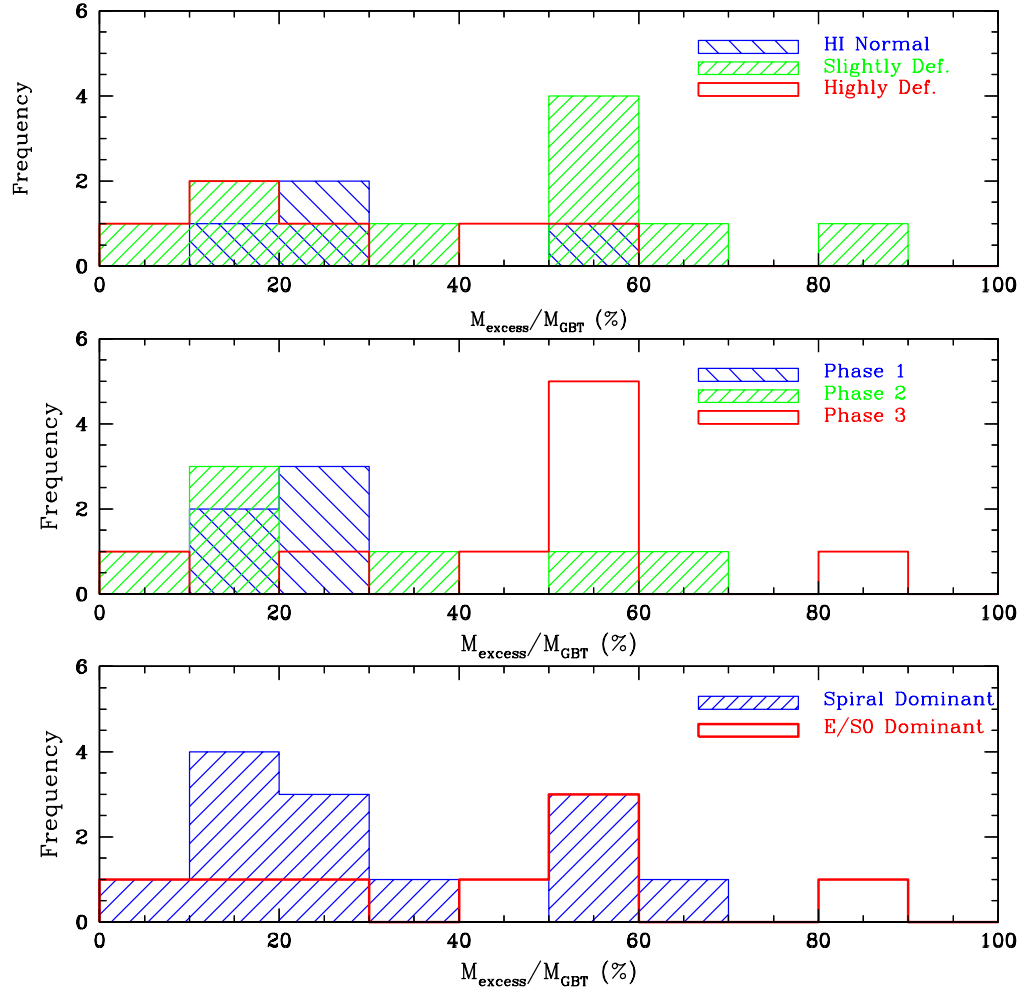 6
4
2
0
Frequency
HI Normal
Slightly Def.
Highly Def.
0 20 40 60 80 100
M_excess/M_GBT (%)
6
4
2
0
Frequency
Phase 1
Phase 2
Phase 3
0 20 40 60 80 100
M_excess/M_GBT (%)
6
4
2
0
Frequency
Spiral Dominant
E/S0 Dominant
0 20 40 60 80 100
M_excess/M_GBT (%)